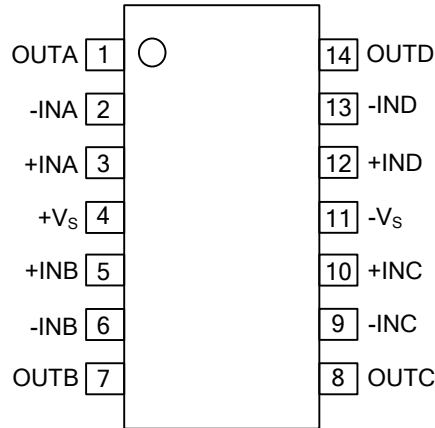 OUTA 1 14 OUTD
-INA 2 13 -IND
+INA 3 12 +IND
+VS 4 11 -VS
+INB 5 10 +INC
-INB 6 9 -INC
OUTB 7 8 OUTC